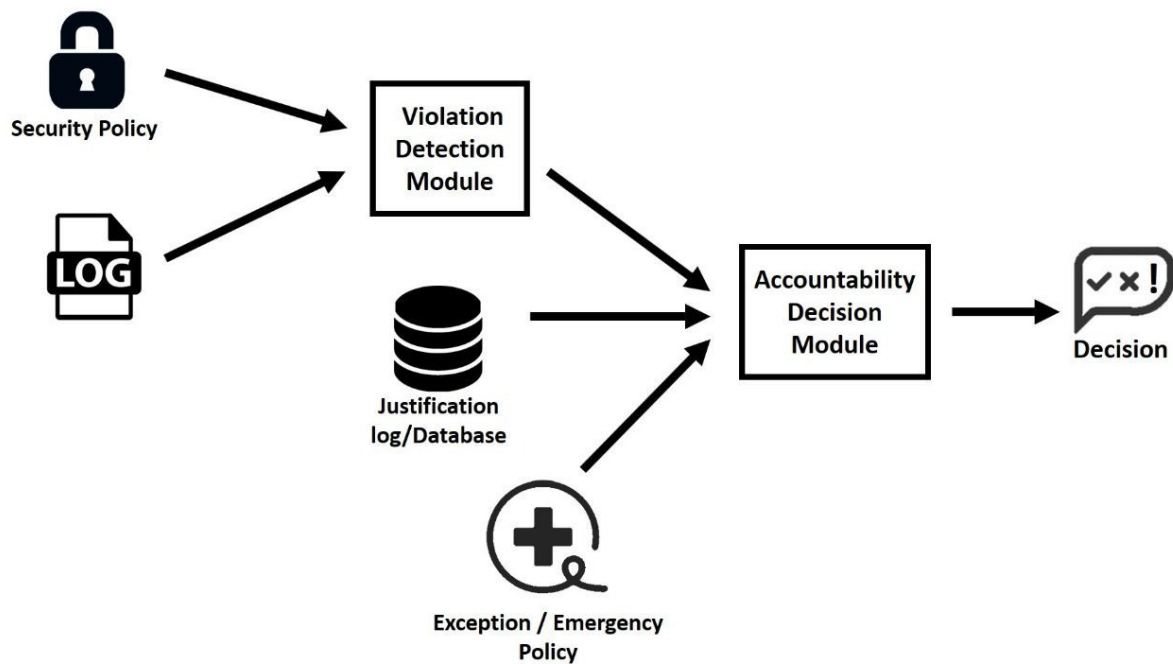 Security Policy
LOG
Violation
Detection
Module
Justification
log/Database
Exception / Emergency
Policy
Accountability
Decision
Module
!
Decision